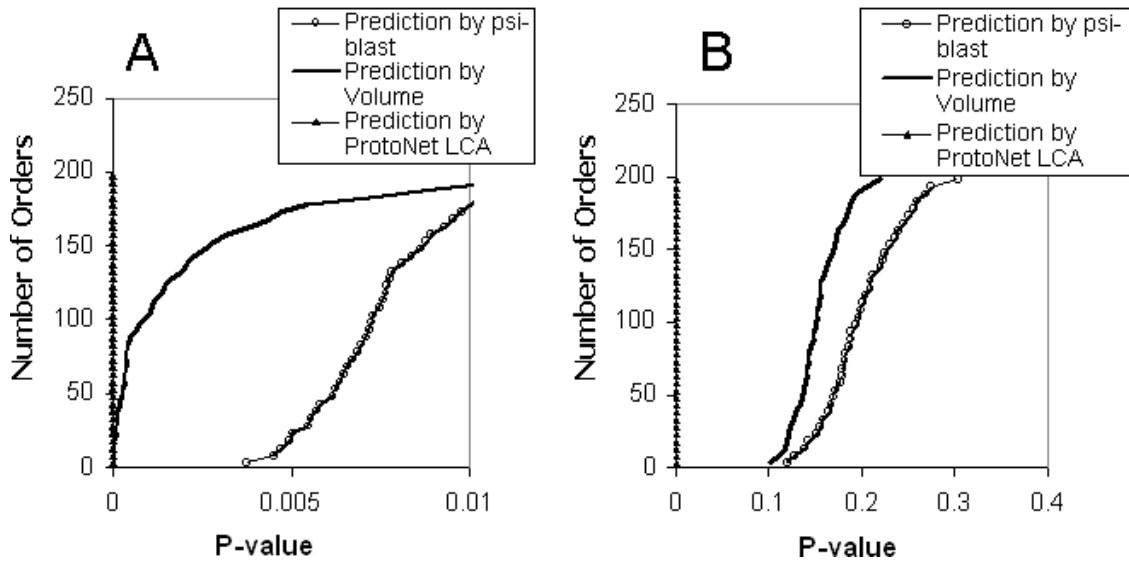 A
Prediction by psi-
blast
Prediction by
Volume
Prediction by
ProtoNet LCA
Number of Orders
250
200
150
100
50
0
0
0.005
0.01
P-value
B
Prediction by psi-
blast
Prediction by
Volume
Prediction by
ProtoNet LCA
Number of Orders
250
200
150
100
50
0
0
0.1
0.2
0.3
0.4
P-value